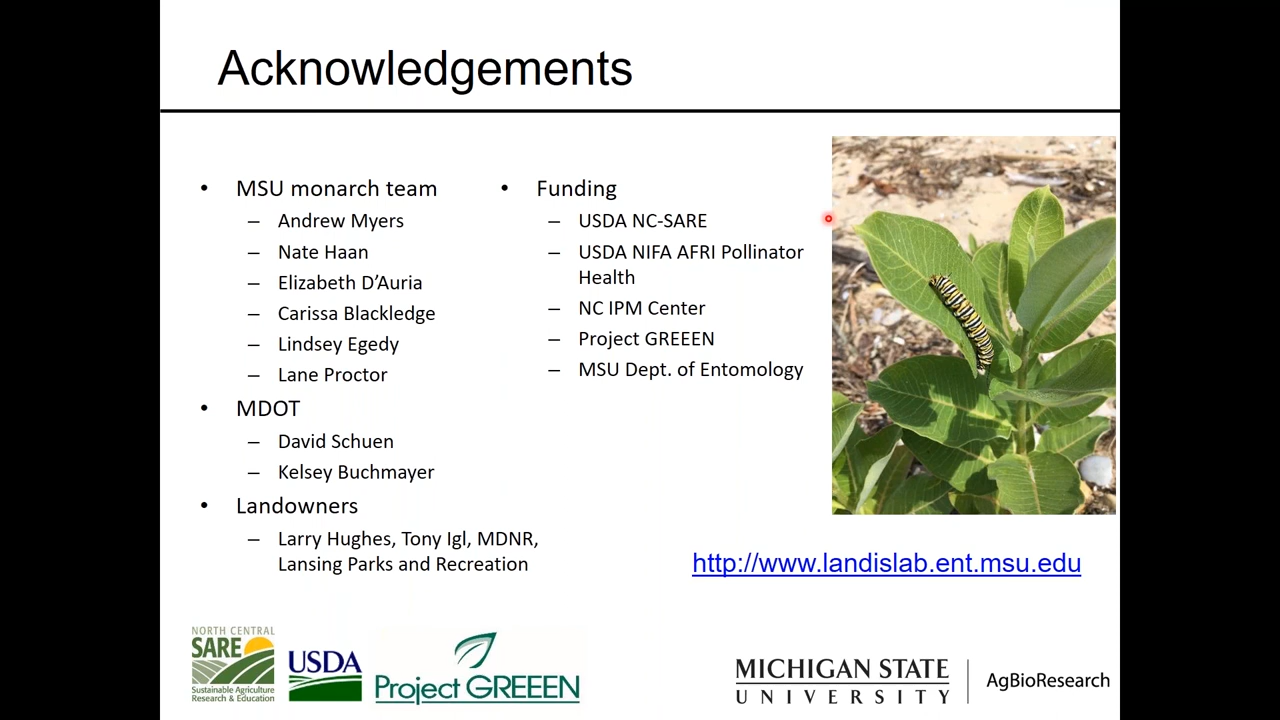 Acknowledgements
• MSU monarch team
– Andrew Myers
– Nate Haan
– Elizabeth D’Auria
– Carissa Blackledge
– Lindsey Egedy
– Lane Proctor
• MDOT
– David Schuen
– Kelsey Buchmayer
• Landowners
– Larry Hughes, Tony Igl, MDNR,
Lansing Parks and Recreation
• Funding
– USDA NC-SARE
– USDA NIFA AFRI Pollinator
Health
– NC IPM Center
– Project GREEEN
– MSU Dept. of Entomology
http://www.landislab.ent.msu.edu
NORTH CENTRAL
SARE
Sustainable Agriculture
Research & Education
USDA
Project GREEEN
MICHIGAN STATE
UNIVERSITY
AgBioResearch